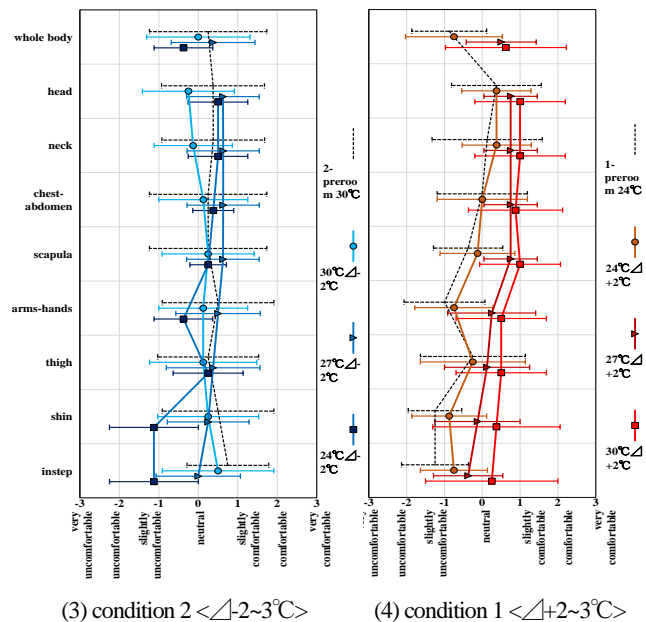 whole body
head
neck
chest-
abdomen
scapula
arms-hands
thigh
shin
instep
2-
preroo
m 30℃
30℃⊿-
2℃
27℃⊿-
2℃
24℃⊿-
2℃
-3 -2 -1 0 1 2 3
very
uncomfortable
uncomfortable
slightly
uncomfortable
neutral
slightly
comfortable
comfortable
very
comfortable
(3) condition 2 <⊿-2~3℃>
1-
preroo
m 24℃
24℃⊿
+2℃
27℃⊿
+2℃
30℃⊿
+2℃
-3 -2 -1 0 1 2 3
very
uncomfortable
uncomfortable
slightly
uncomfortable
neutral
slightly
comfortable
comfortable
very
comfortable
(4) condition 1 <⊿+2~3℃>